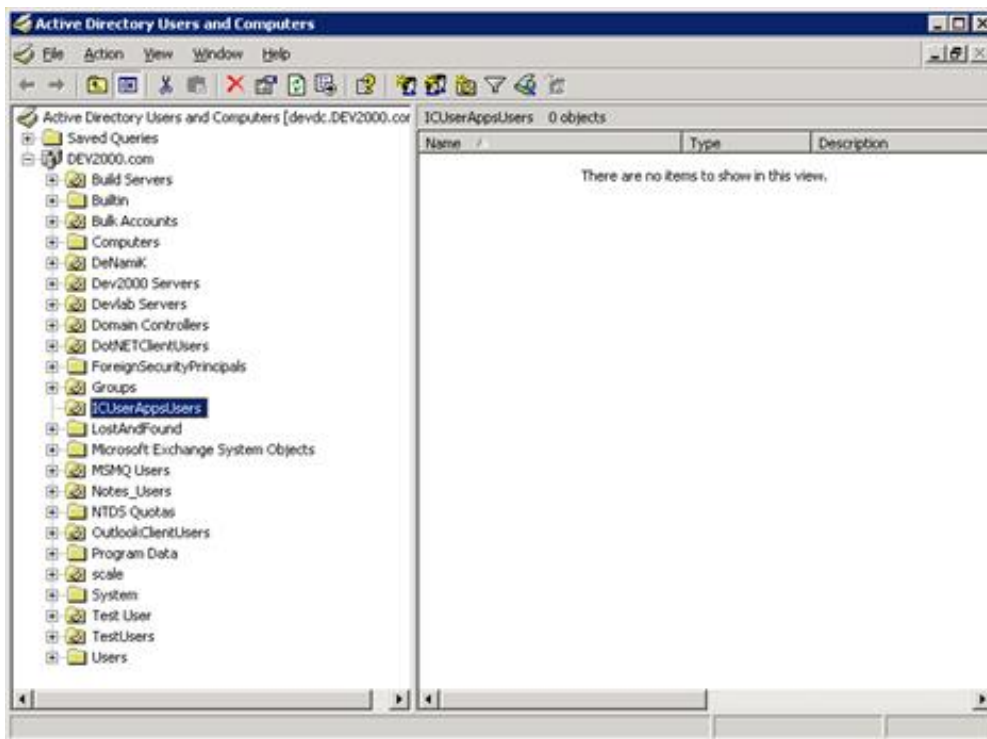 Active Directory Users and Computers
File Action View Window Help
Active Directory Users and Computers [devdc.DEV2000.cor
Saved Queries
DEV2000.com
Build Servers
Builtin
Bulk Accounts
Computers
DeNamiK
Dev2000 Servers
Devlab Servers
Domain Controllers
DotNETClientUsers
ForeignSecurityPrincipals
Groups
ICUserAppsUsers
LostAndFound
Microsoft Exchange System Objects
MSMQ Users
Notes_Users
NTDS Quotas
OutlookClientUsers
Program Data
scale
System
Test User
TestUsers
Users
ICUserAppsUsers 0 objects
Name Type Description
There are no items to show in this view.